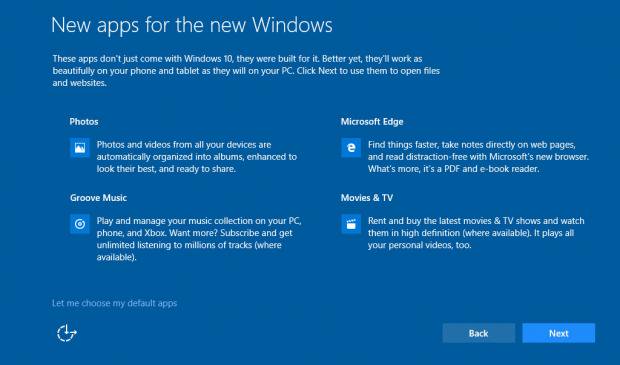 New apps for the new Windows
These apps don't just come with Windows 10, they were built for it. Better yet, they'll work as
beautifully on your phone and tablet as they will on your PC. Click Next to use them to open files
and websites.
Photos
Photos and videos from all your devices are
automatically organized into albums, enhanced to
look their best, and ready to share.
Microsoft Edge
Find things faster, take notes directly on web pages,
and read distraction-free with Microsoft's new browser.
What's more, it's a PDF and e-book reader.
Groove Music
Play and manage your music collection on your PC,
phone, and Xbox. Want more? Subscribe and get
unlimited listening to millions of tracks (where
available).
Movies & TV
Rent and buy the latest movies & TV shows and watch
them in high definition (where available). It plays all
your personal videos, too.
Let me choose my default apps
Back
Next